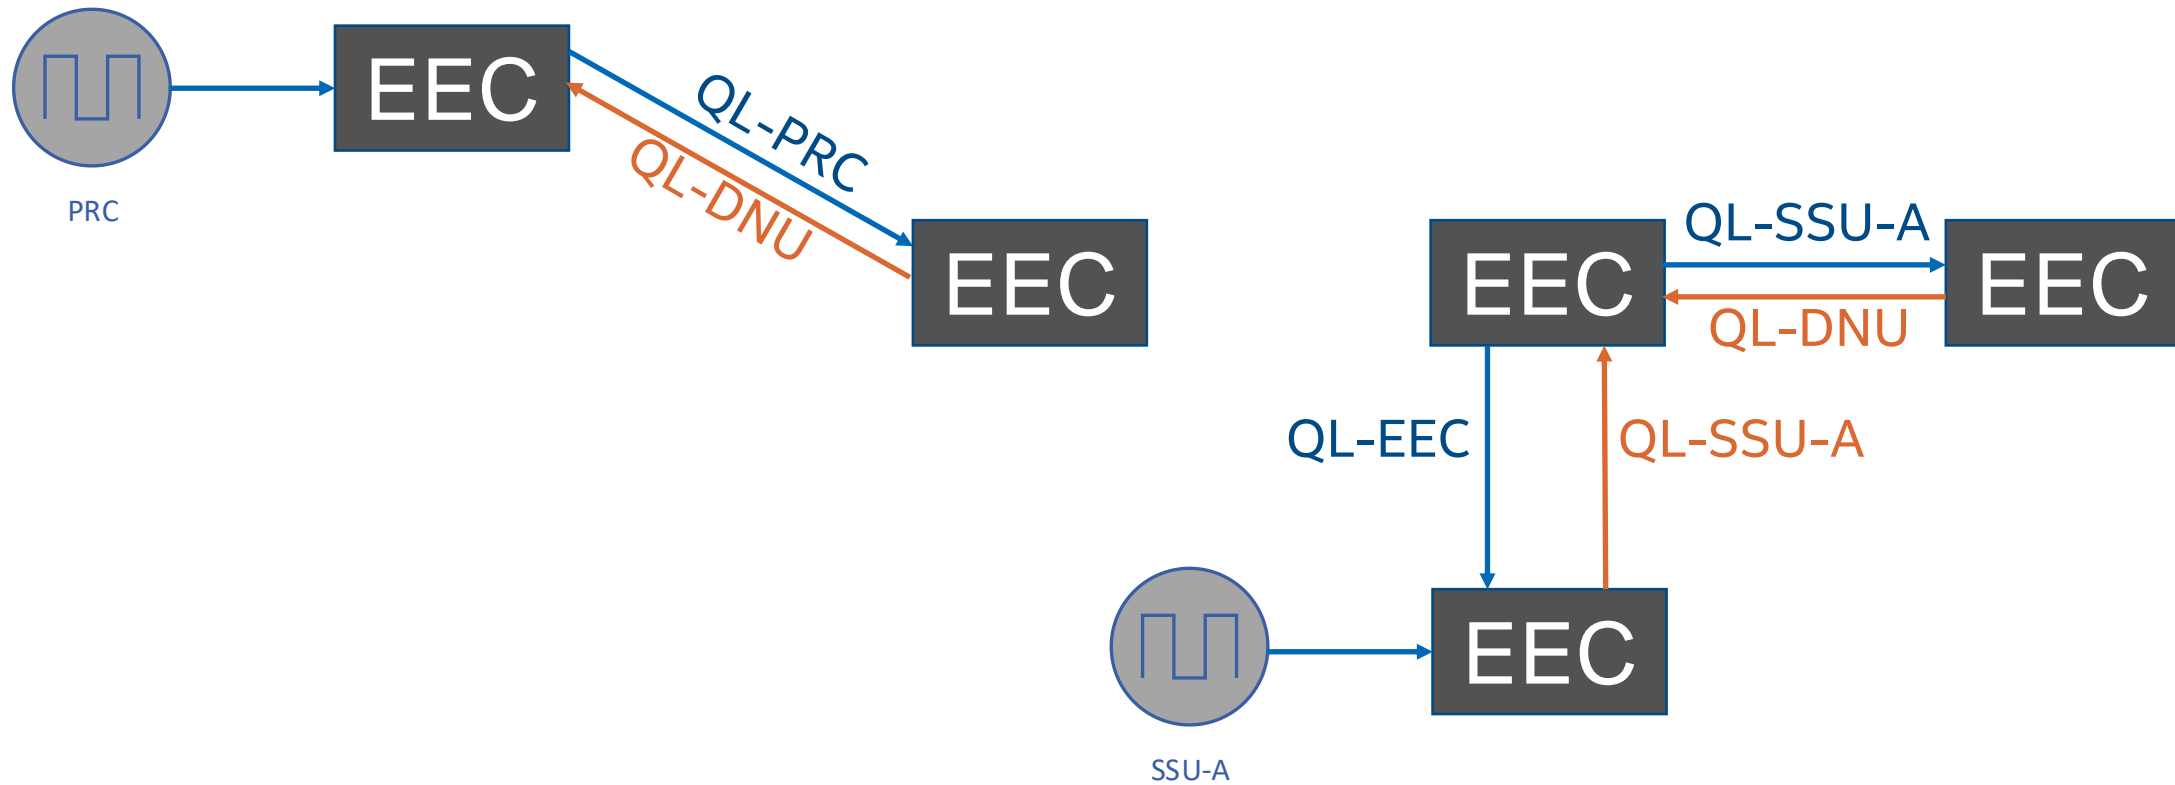 EEC
PRC
QL-PRC
QL-DNU
EEC
EEC
QL-SSU-A
QL-DNU
EEC
QL-EEC
QL-SSU-A
EEC
SSU-A